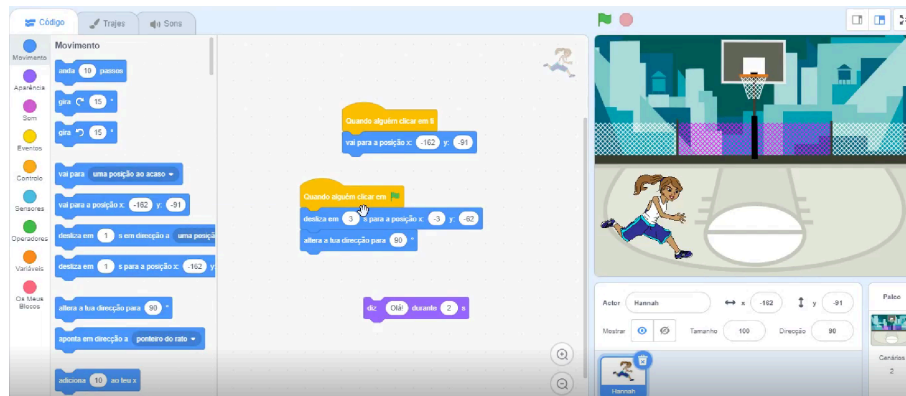 Código
Trajes
Sons
Movimento
Movimento
Aparência
Som
Eventos
Controlo
Sensores
Operadores
Variáveis
Os Meus
Blocos
anda 10 passos
gira 15 °
gira 15 °
vai para uma posição ao acaso
vai para a posição x: -162 y: -91
desliza em 1 s em direcção a uma posiçã
desliza em 1 s para a posição x: -162 y
altera a tua direcção para 90 °
aponta em direcção a ponteiro do rato
adiciona 10 ao teu x
Quando alguém clicar em ti
vai para a posição x: -162 y: -91
Quando alguém clicar em
desliza em 3 s para a posição x: -3 y: -62
altera a tua direcção para 90 °
diz Olá! durante 2 s
Actor Hannah x -162 y -91
Mostrar Tamanho 100 Direcção 90
Hannah
Palco
Cenários
2